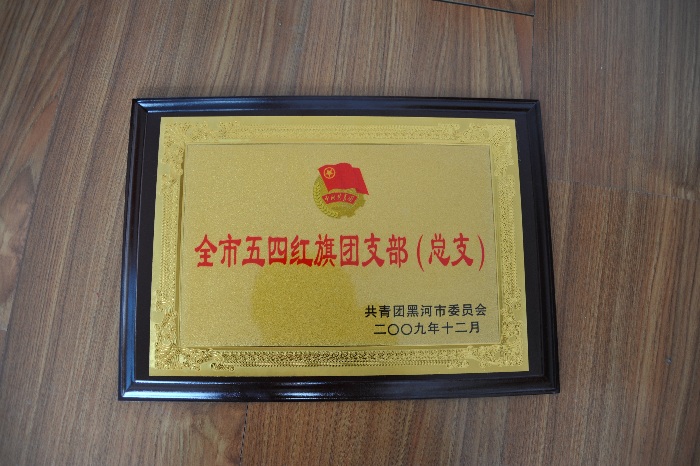 全市五四红旗团支部（总支）
共青团黑河市委员会
二〇〇九年十二月